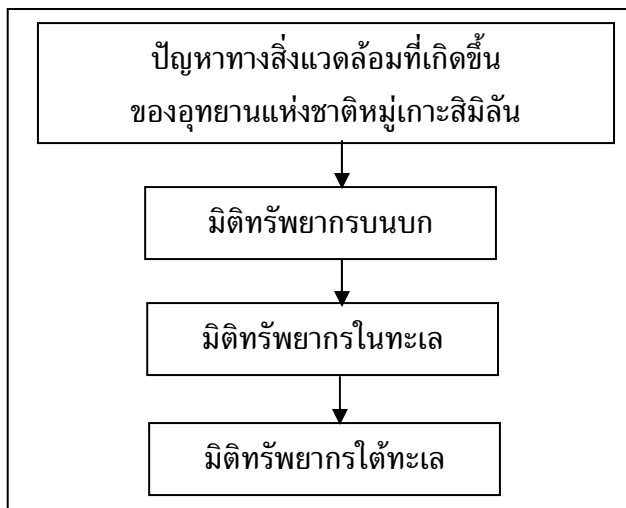 ปัญหาทางสิ่งแวดล้อมที่เกิดขึ้น
ของอุทยานแห่งชาติหมู่เกาะสิมิลัน
มิติทรัพยากรบนบก
มิติทรัพยากรในทะเล
มิติทรัพยากรใต้ทะเล